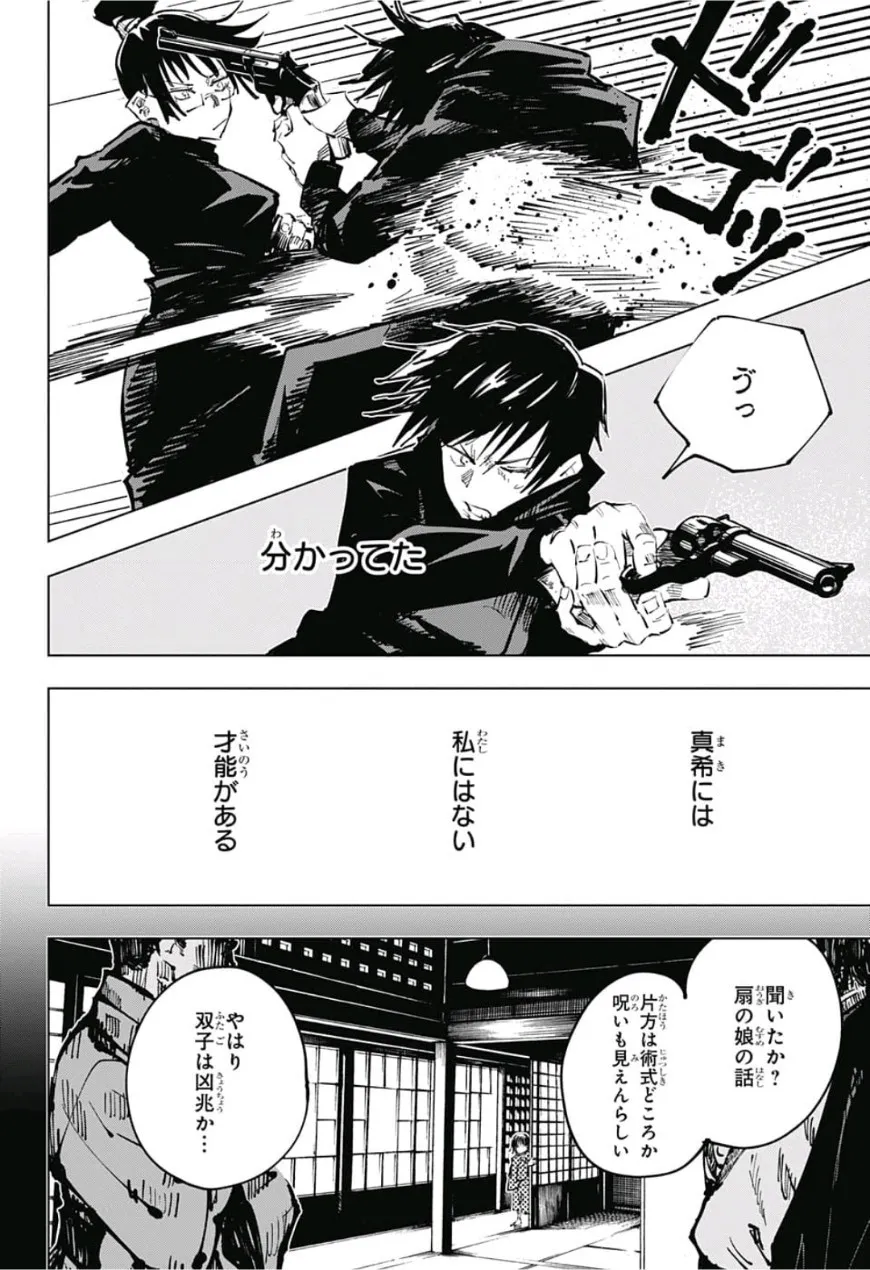 ドゴッ
ゔっ
分かってた
真希には
私にはない
才能がある
聞いたか?
扇の娘の話
片方は術式どころか
呪いも見えんらしい
やはり
双子は凶兆か…